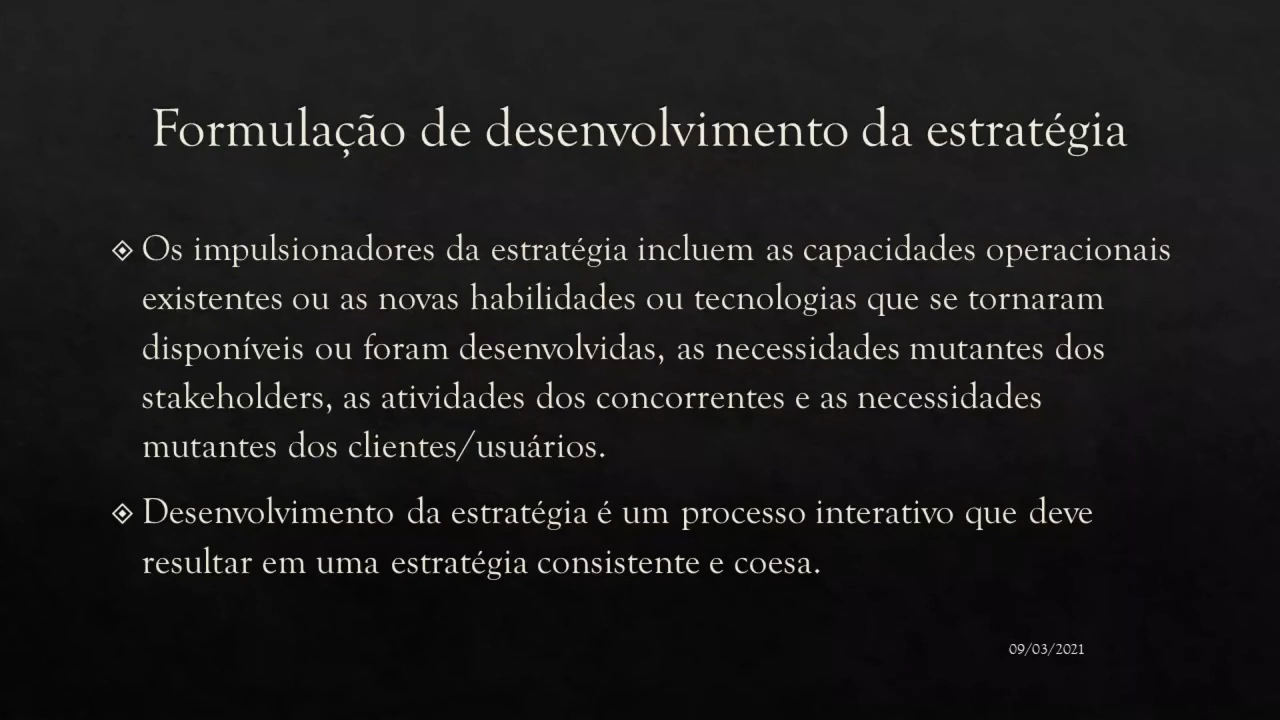 Formulação de desenvolvimento da estratégia
Os impulsionadores da estratégia incluem as capacidades operacionais
existentes ou as novas habilidades ou tecnologias que se tornaram
disponíveis ou foram desenvolvidas, as necessidades mutantes dos
stakeholders, as atividades dos concorrentes e as necessidades
mutantes dos clientes/usuários.
Desenvolvimento da estratégia é um processo interativo que deve
resultar em uma estratégia consistente e coesa.
09/03/2021